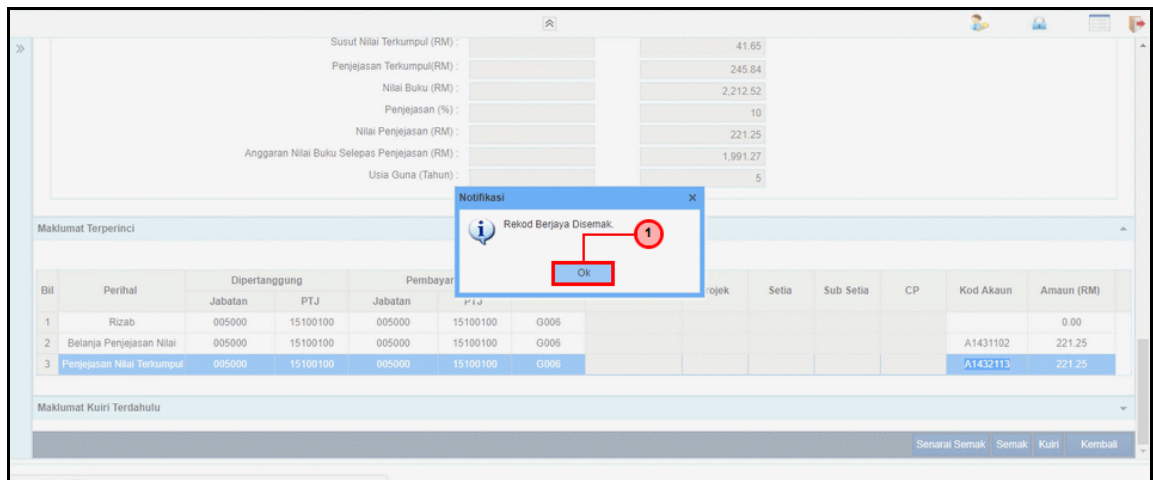 Susut Nilai Terkumpul (RM) : 41.65
Penjejasan Terkumpul(RM) : 245.84
Nilai Buku (RM) : 2,212.52
Penjejasan (%) : 10
Nilai Penjejasan (RM) : 221.25
Anggaran Nilai Buku Selepas Penjejasan (RM) : 1,991.27
Usia Guna (Tahun) : 5
Notifikasi x
Rekod Berjaya Disemak.
1
Ok
Maklumat Terperinci
Bil Perihal Dipertanggung Setia Sub Setia CP Kod Akaun Amaun (RM)
Jabatan PTJ Jabatan PTJ
1 Rizab 005000 15100100 005000 15100100 G006 0.00
2 Belanja Penjejasan Nilai 005000 15100100 005000 15100100 G006 A1431102 221.25
3 Penjejasan Nilai Terkumpul 005000 15100100 005000 15100100 G006 A1432113 221.25
Maklumat Kuiri Terdahulu
Senarai Semak Semak Kuiri Kembali